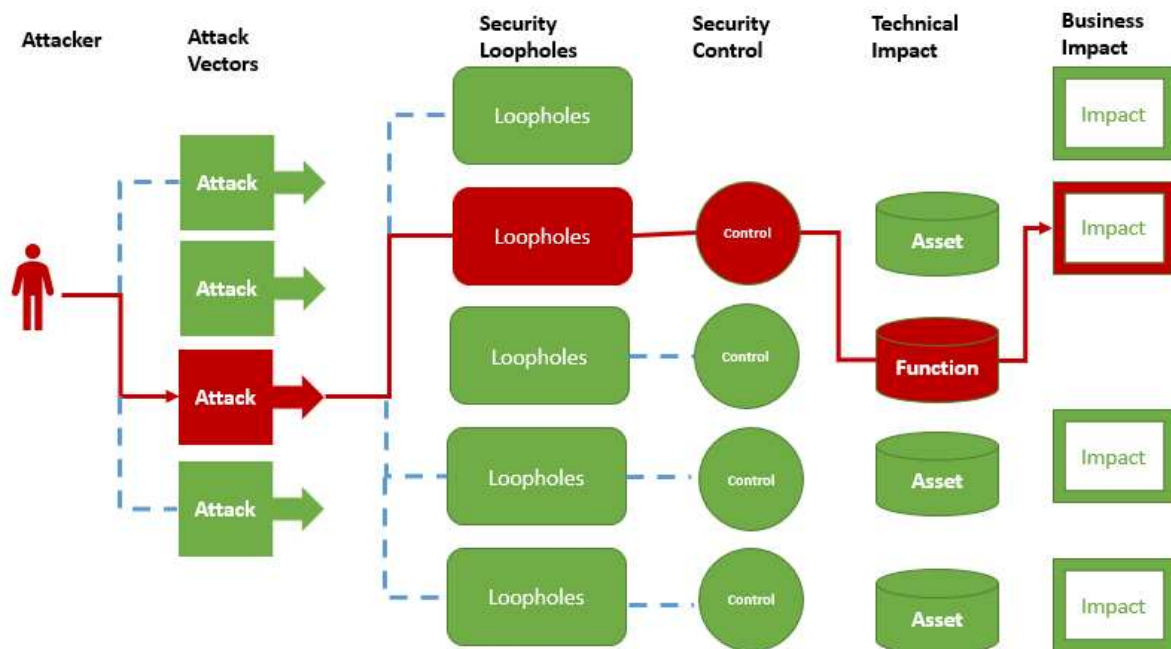 Attacker
Attack
Vectors
Security
Loopholes
Security
Control
Technical
Impact
Business
Impact
Loopholes
Impact
Attack
Loopholes
Control
Asset
Impact
Attack
Loopholes
Control
Function
Attack
Loopholes
Control
Asset
Impact
Attack
Loopholes
Control
Asset
Impact